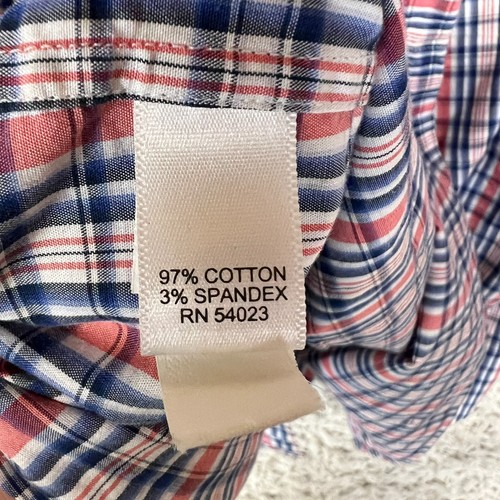 97% COTTON
3% SPANDEX
RN 54023